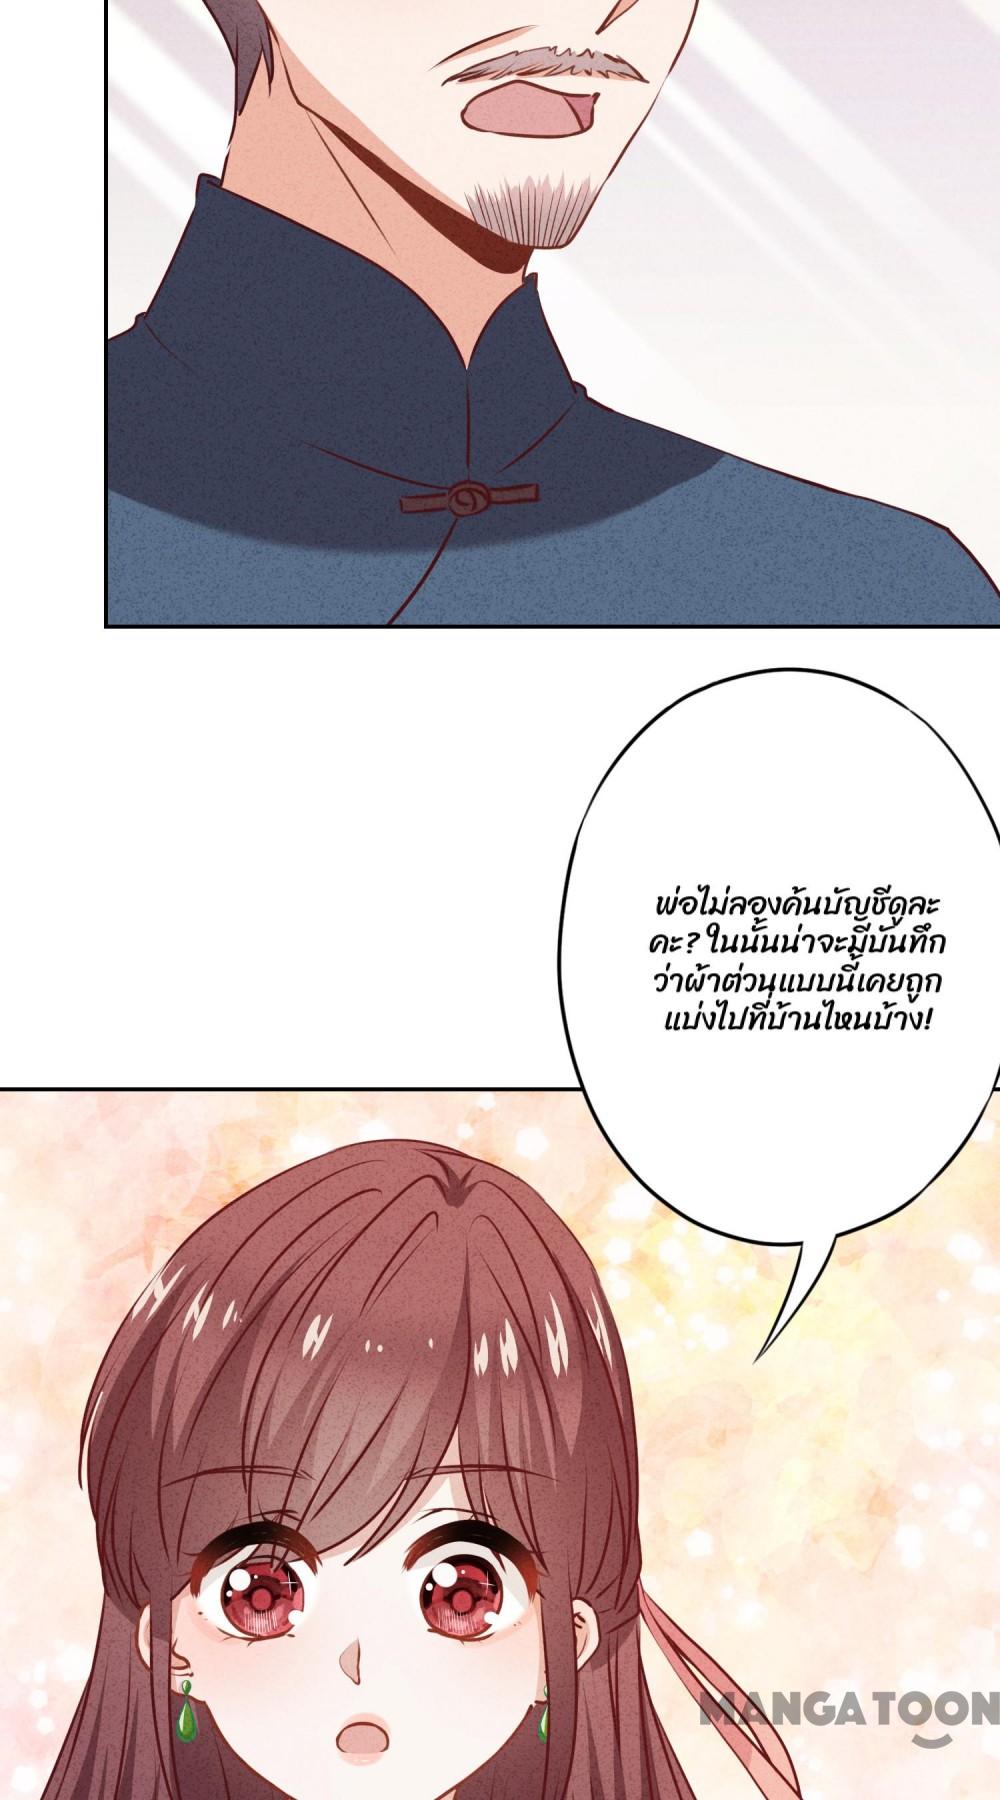 พ่อไม่ลองค้นบัญชีดูละ
คะ? ในนั้นน่าจะมีบันทึก
ว่าผ้าต่วนแบบนี้เคยถูก
แบ่งไปที่บ้านไหนบ้าง!
MANGATOON